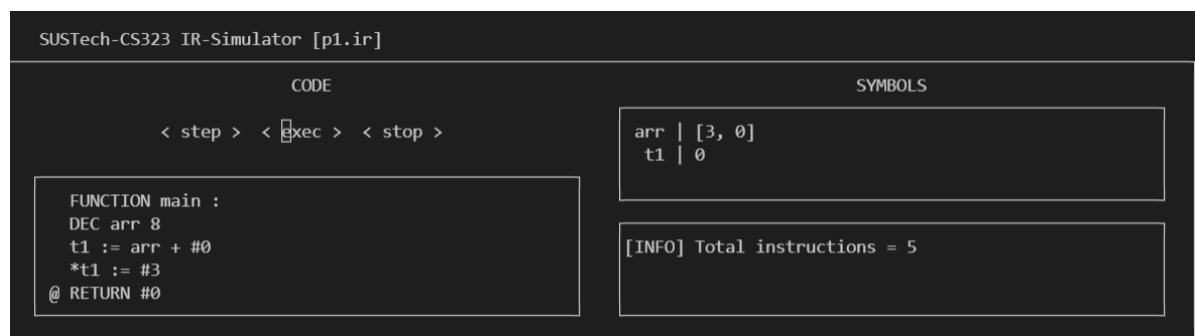 SUSTech-CS323 IR-Simulator [p1.ir]
CODE
< step > < exec > < stop >
FUNCTION main :
DEC arr 8
t1 := arr + #0
*t1 := #3
@ RETURN #0
SYMBOLS
arr | [3, 0]
t1 | 0
[INFO] Total instructions = 5